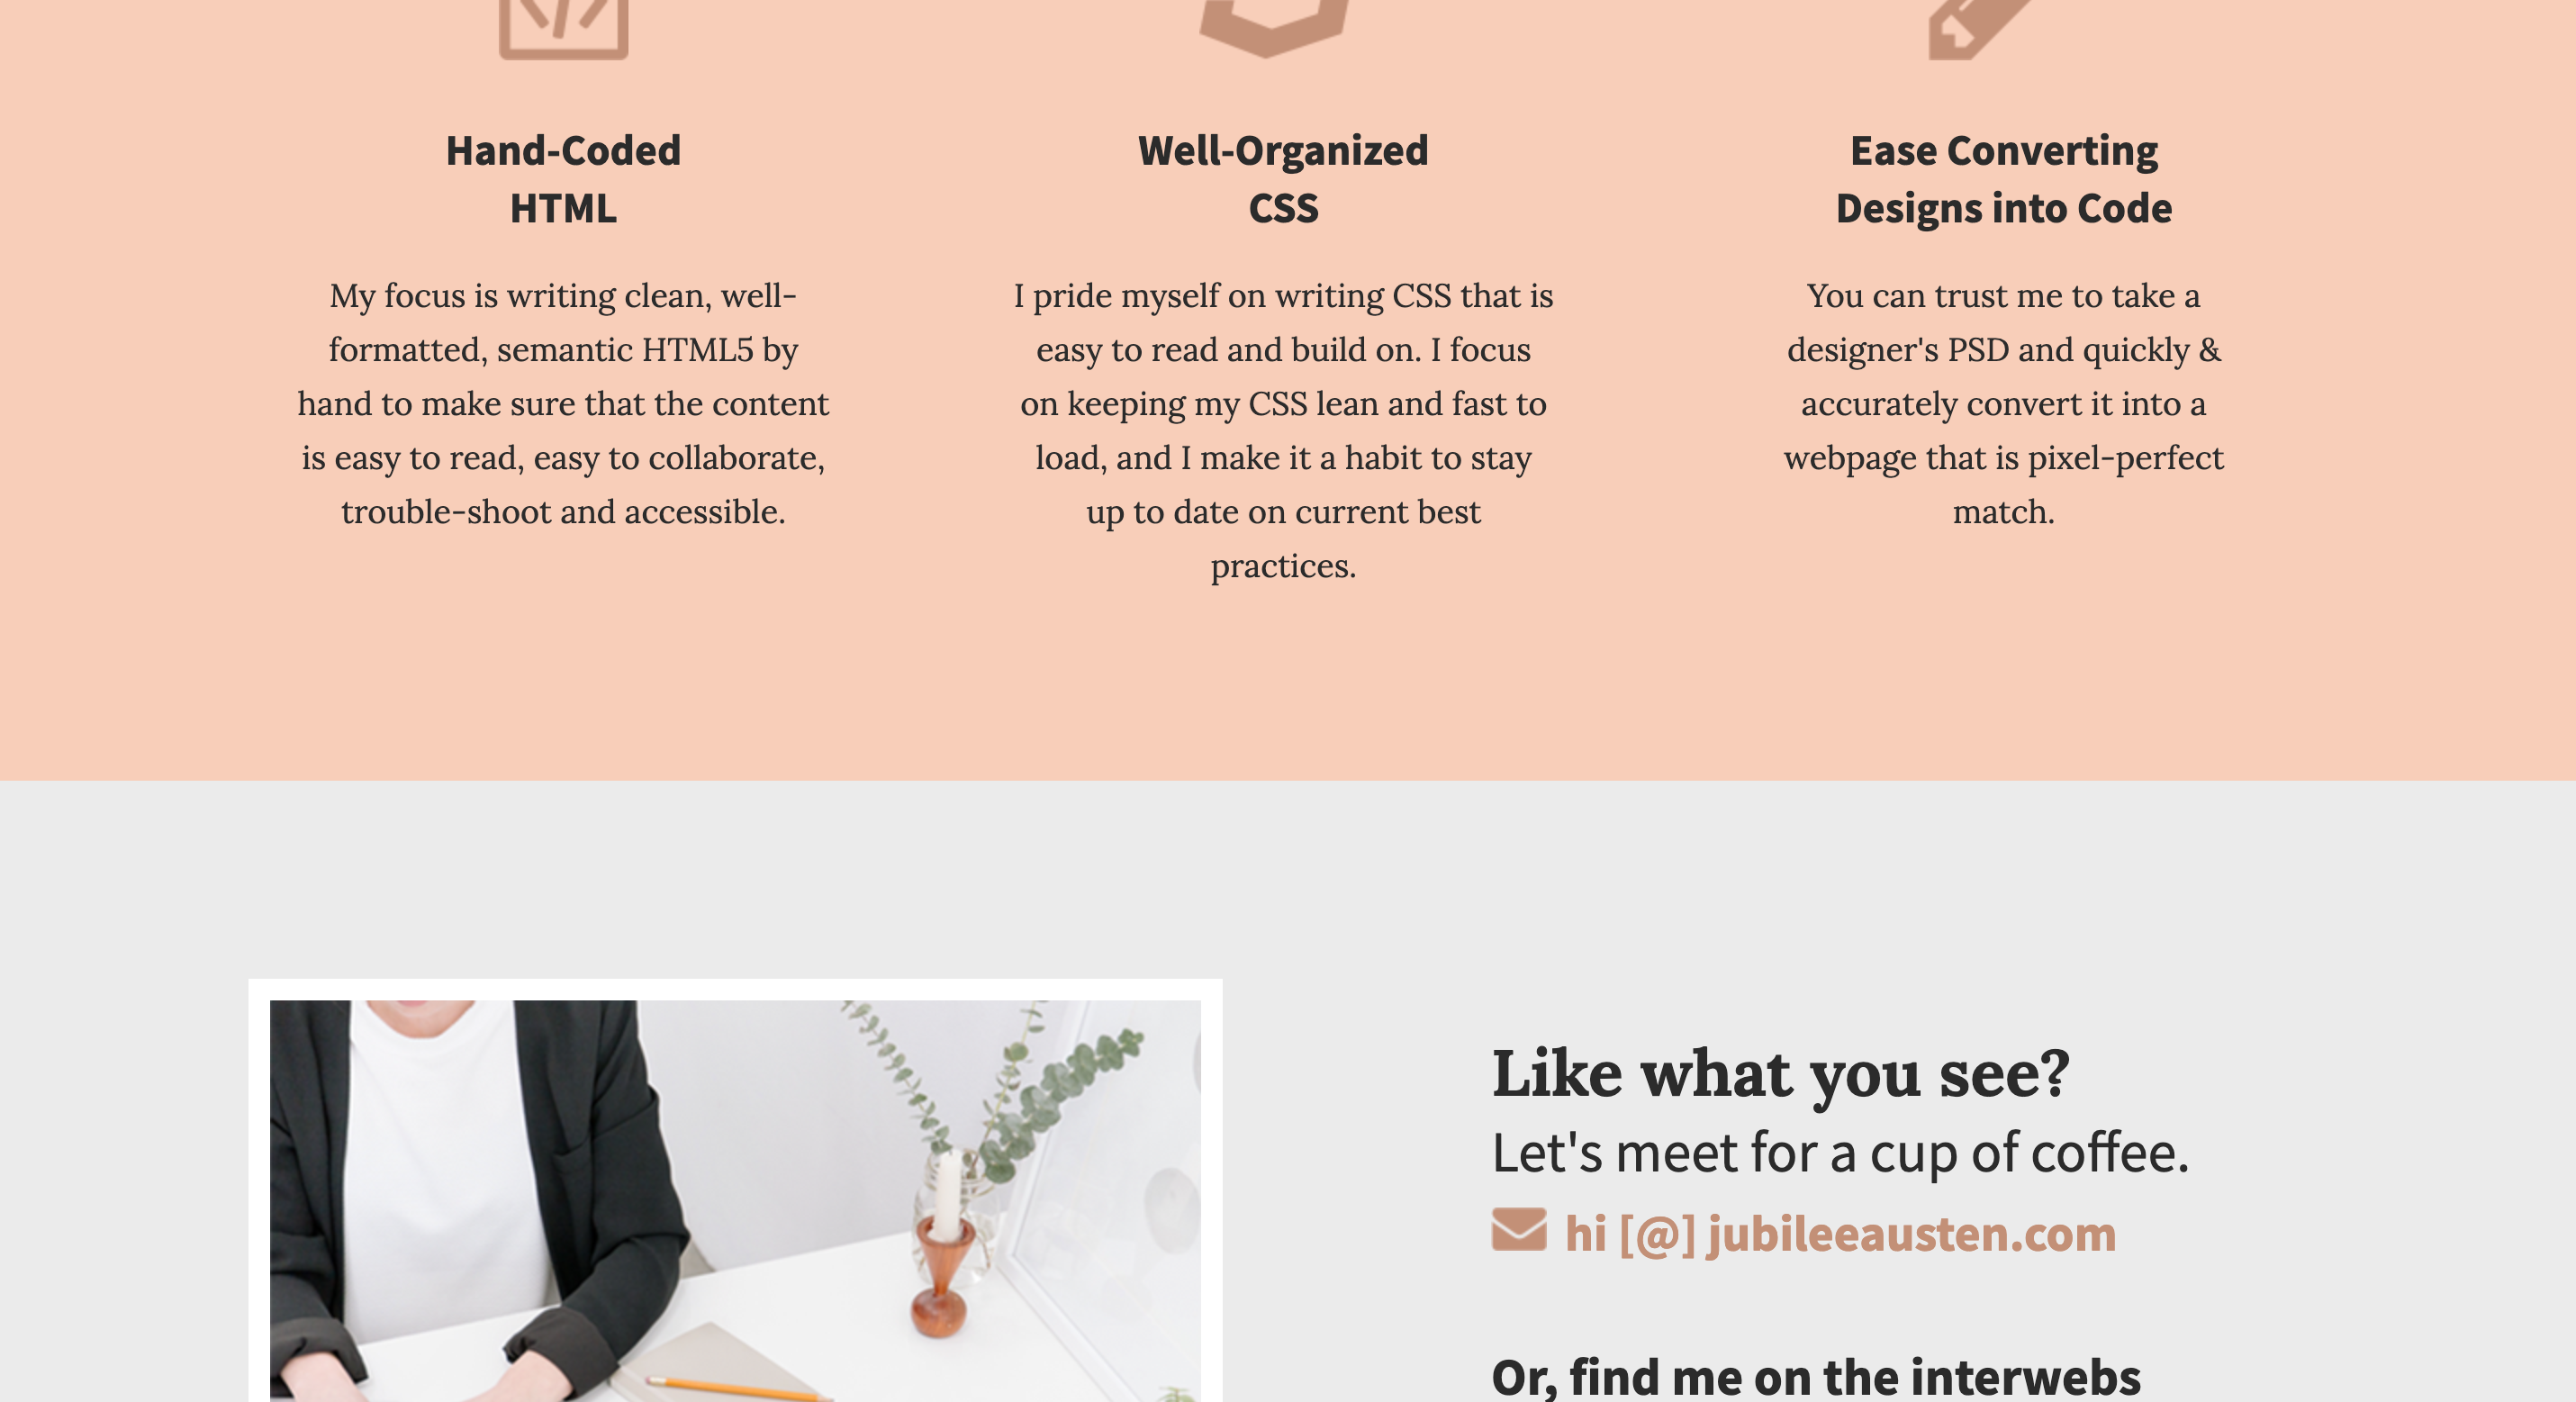 Hand-Coded
HTML
My focus is writing clean, well-
formatted, semantic HTML5 by
hand to make sure that the content
is easy to read, easy to collaborate,
trouble-shoot and accessible.
Well-Organized
CSS
I pride myself on writing CSS that is
easy to read and build on. I focus
on keeping my CSS lean and fast to
load, and I make it a habit to stay
up to date on current best
practices.
Ease Converting
Designs into Code
You can trust me to take a
designer's PSD and quickly &
accurately convert it into a
webpage that is pixel-perfect
match.
Like what you see?
Let's meet for a cup of coffee.
hi [@] jubileeausten.com
Or, find me on the interwebs